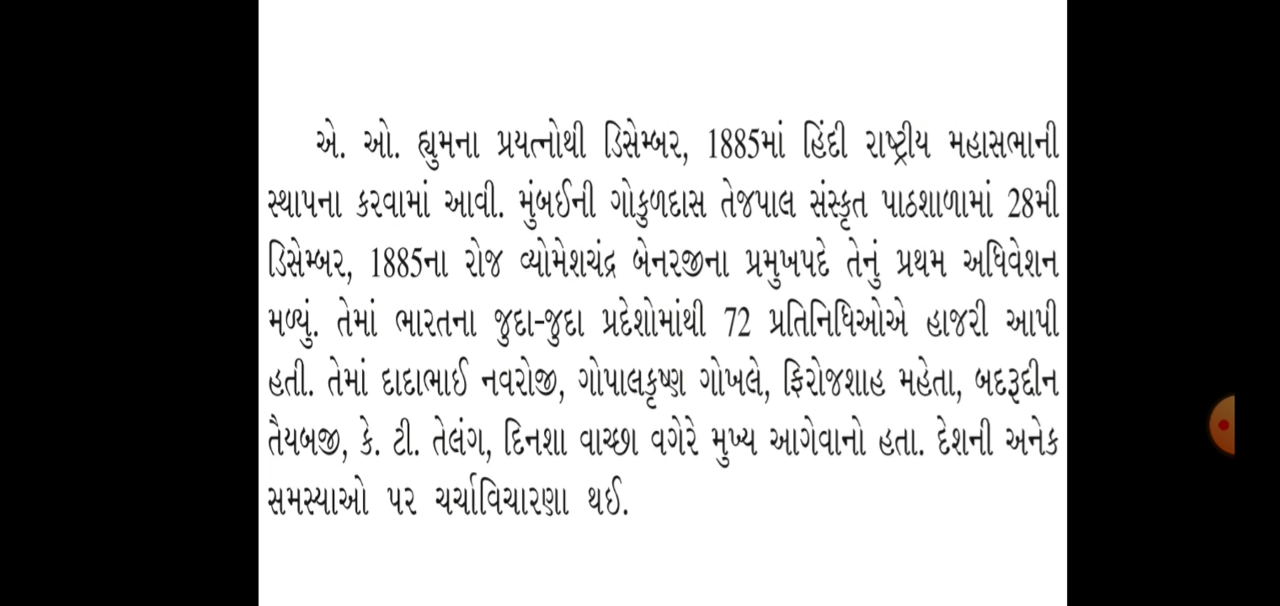 એ. ઓ. હ્યુમના પ્રયત્નોથી ડિસેમ્બર, 1885માં હિંદી રાષ્ટ્રીય મહાસભાની
સ્થાપના કરવામાં આવી. મુંબઈની ગોકુળદાસ તેજપાલ સંસ્કૃત પાઠશાળામાં 28મી
ડિસેમ્બર, 1885ના રોજ વ્યોમેશચંદ્ર બેનરજીના પ્રમુખપદે તેનું પ્રથમ અધિવેશન
મળ્યું. તેમાં ભારતના જુદા-જુદા પ્રદેશોમાંથી 72 પ્રતિનિધિઓએ હાજરી આપી
હતી. તેમાં દાદાભાઈ નવરોજી, ગોપાલકૃષ્ણ ગોખલે, ફિરોજશાહ મહેતા, બદરૂદ્દીન
તૈયબજી, કે. ટી. તેલંગ, દિનશા વાચ્છા વગેરે મુખ્ય આગેવાનો હતા. દેશની અનેક
સમસ્યાઓ પર ચર્ચાવિચારણા થઈ.